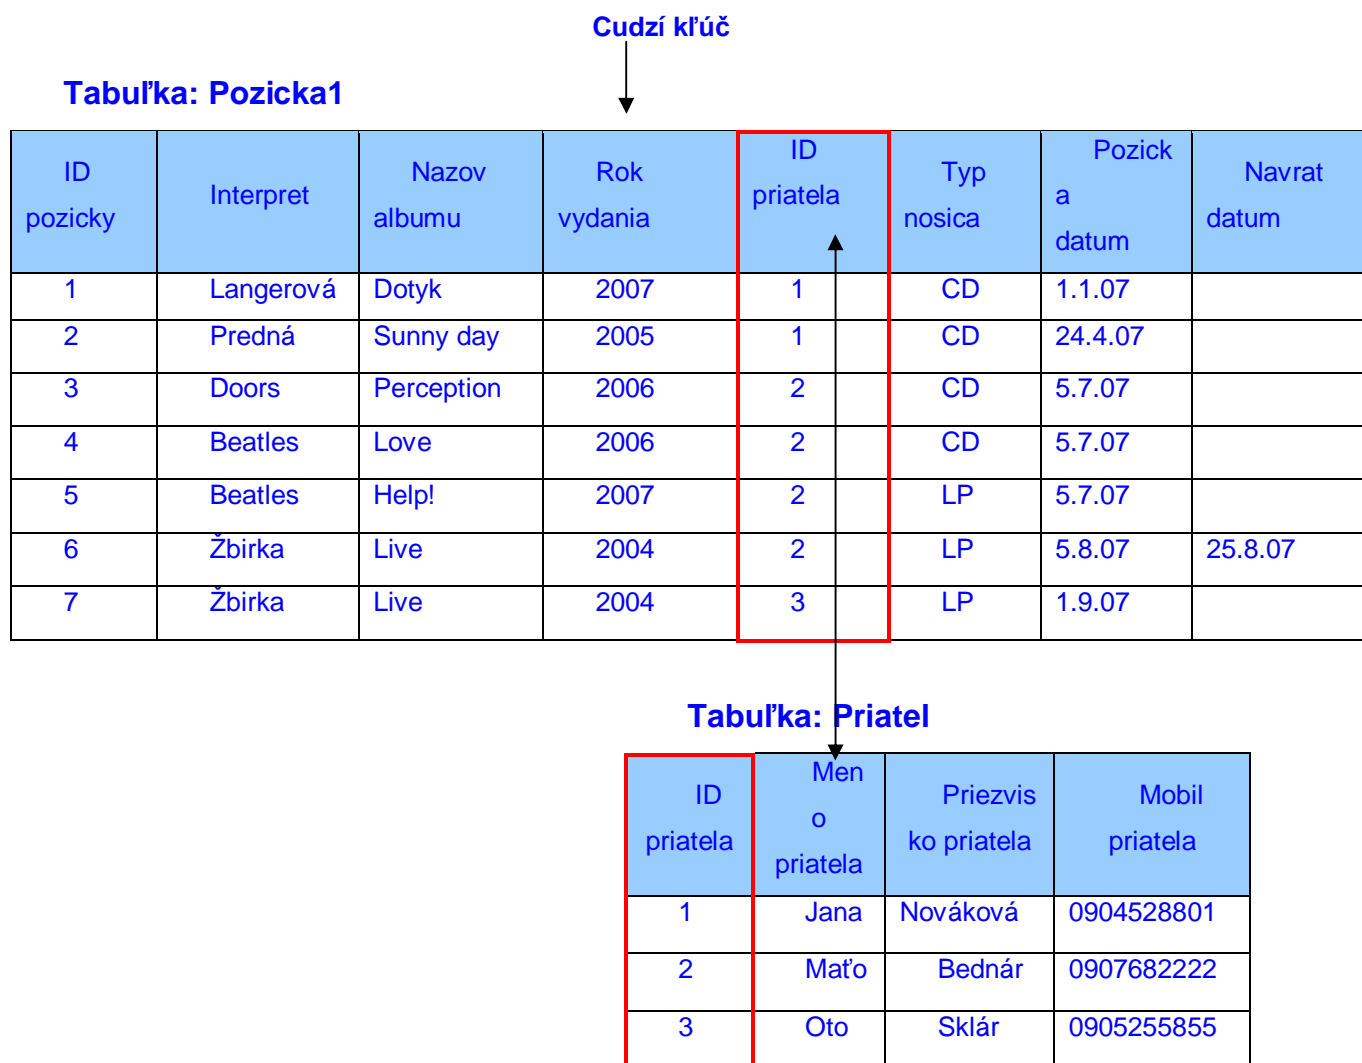 Cudzí kľúč
Tabuľka: Pozicka1
ID pozicky Interpret Nazov albumu Rok vydania ID priatela Typ nosica Pozick a datum Navrat datum
1 Langerová Dotyk 2007 1 CD 1.1.07
2 Predná Sunny day 2005 1 CD 24.4.07
3 Doors Perception 2006 2 CD 5.7.07
4 Beatles Love 2006 2 CD 5.7.07
5 Beatles Help! 2007 2 LP 5.7.07
6 Žbirka Live 2004 2 LP 5.8.07 25.8.07
7 Žbirka Live 2004 3 LP 1.9.07
Tabuľka: Priatel
ID priatela Men o priatela Priezvis ko priatela Mobil priatela
1 Jana Nováková 0904528801
2 Maťo Bednár 0907682222
3 Oto Sklár 0905255855